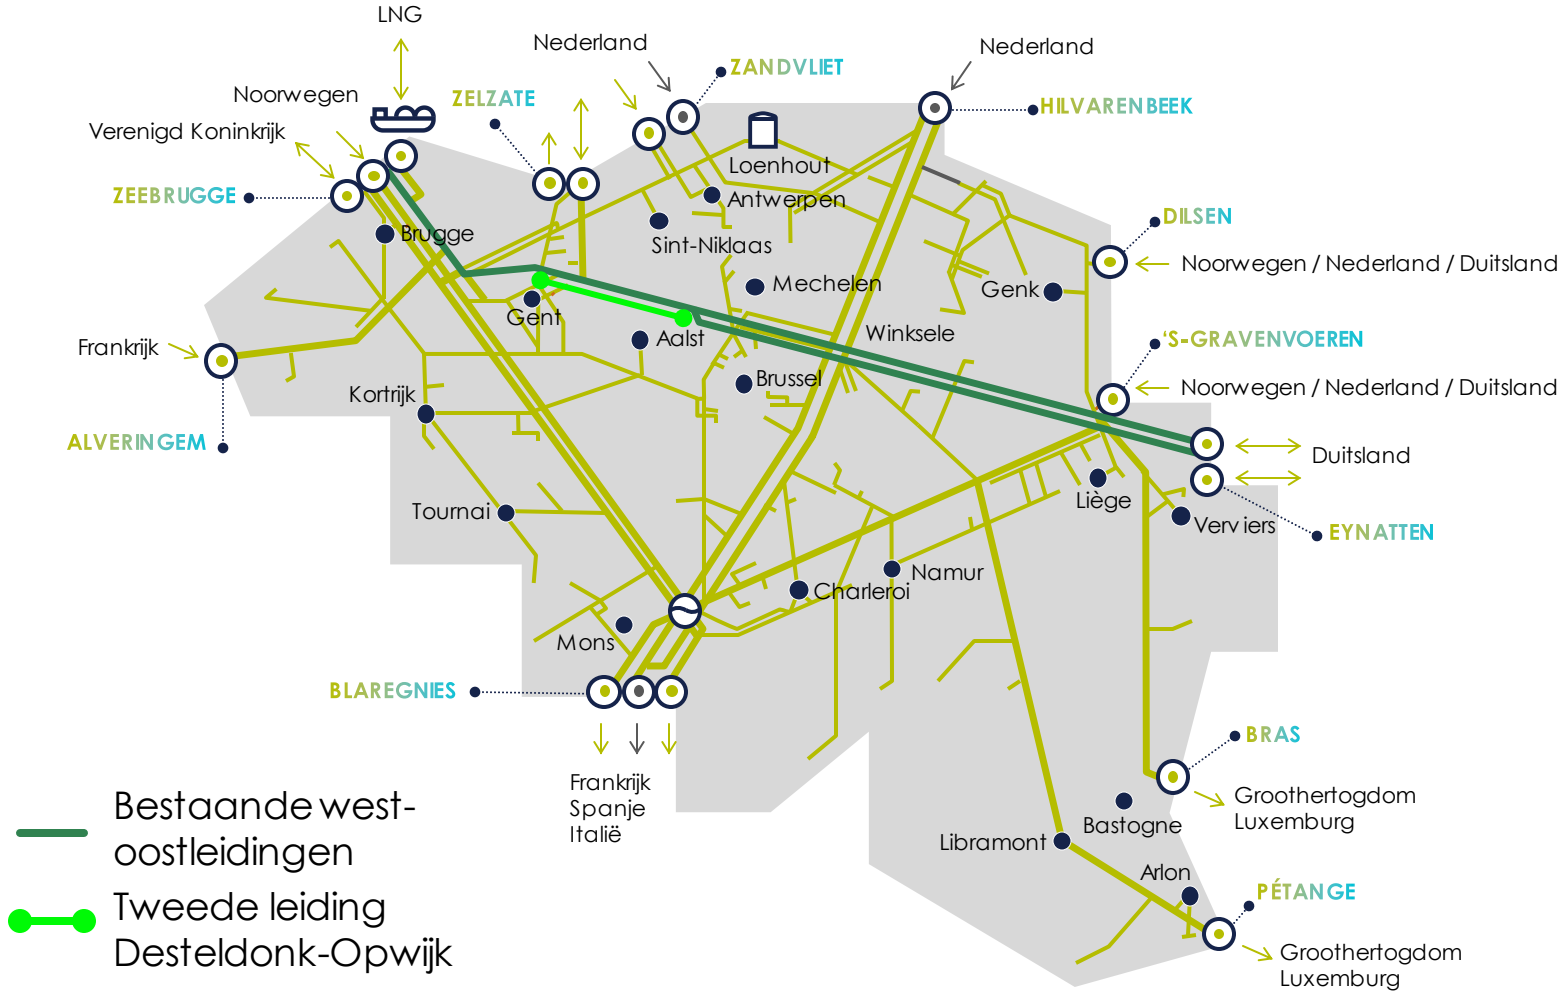 LNG
Nederland
Nederland
ZANDVLIET
Noorwegen
ZELZATE
HILVARENBEEK
Verenigd Koninkrijk
Loenhout
ZEEBRUGGE
Antwerpen
DILSEN
Brugge
Sint-Niklaas
Noorwegen / Nederland / Duitsland
Mechelen
Genk
Gent
Winksele
Aalst
‘S-GRAVENVOEREN
Frankrijk
Brussel
Noorwegen / Nederland / Duitsland
Kortrijk
ALVERINGEM
Duitsland
Liège
Tournai
Verviers
EYNATTEN
Namur
Charleroi
Mons
BLAREGNIES
BRAS
Frankrijk
Spanje
Italië
Groothertogdom
Luxemburg
Bastogne
Libramont
Arlon
PÉTANGE
Groothertogdom
Luxemburg
Bestaande west-
oostleidingen
Tweede leiding
Desteldonk-Opwijk